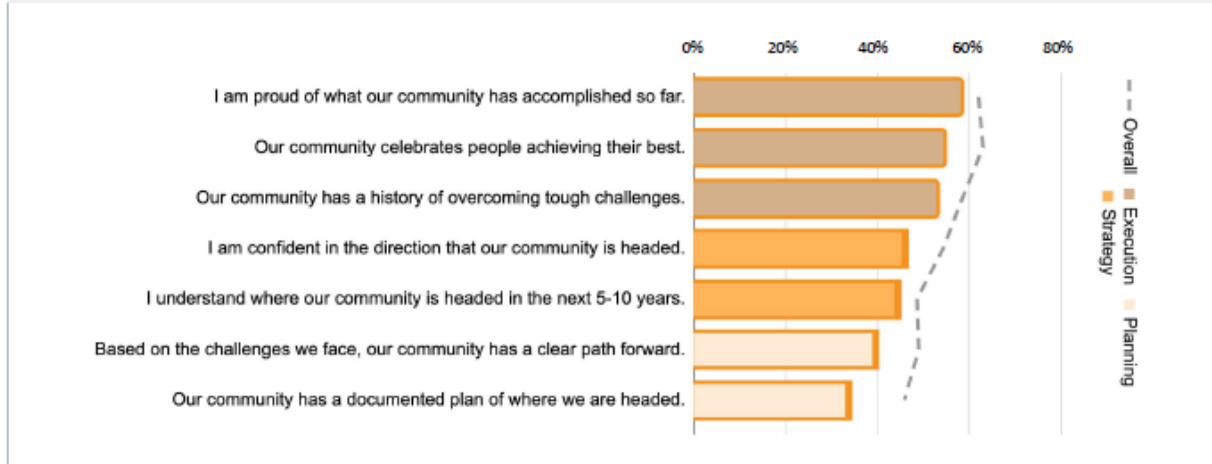 0% 20% 40% 60% 80%
I am proud of what our community has accomplished so far.
Our community celebrates people achieving their best.
Our community has a history of overcoming tough challenges.
I am confident in the direction that our community is headed.
I understand where our community is headed in the next 5-10 years.
Based on the challenges we face, our community has a clear path forward.
Our community has a documented plan of where we are headed.
Overall Execution Planning
Strategy